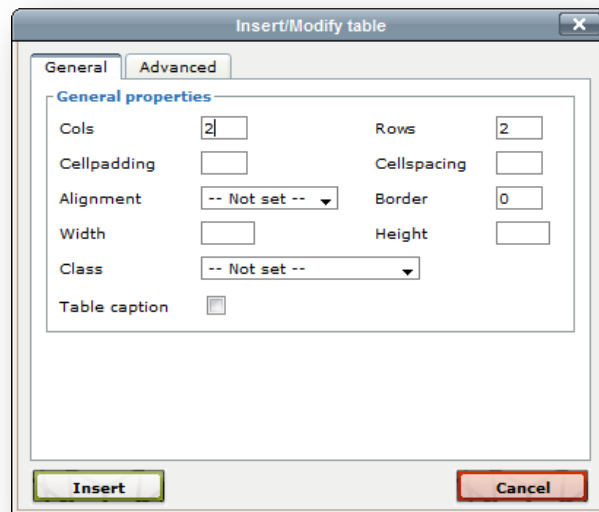 Insert/Modify table
General Advanced
General properties
Cols 2 Rows 2
Cellpadding Cellspacing
Alignment -- Not set -- Border 0
Width Height
Class -- Not set --
Table caption
Insert Cancel